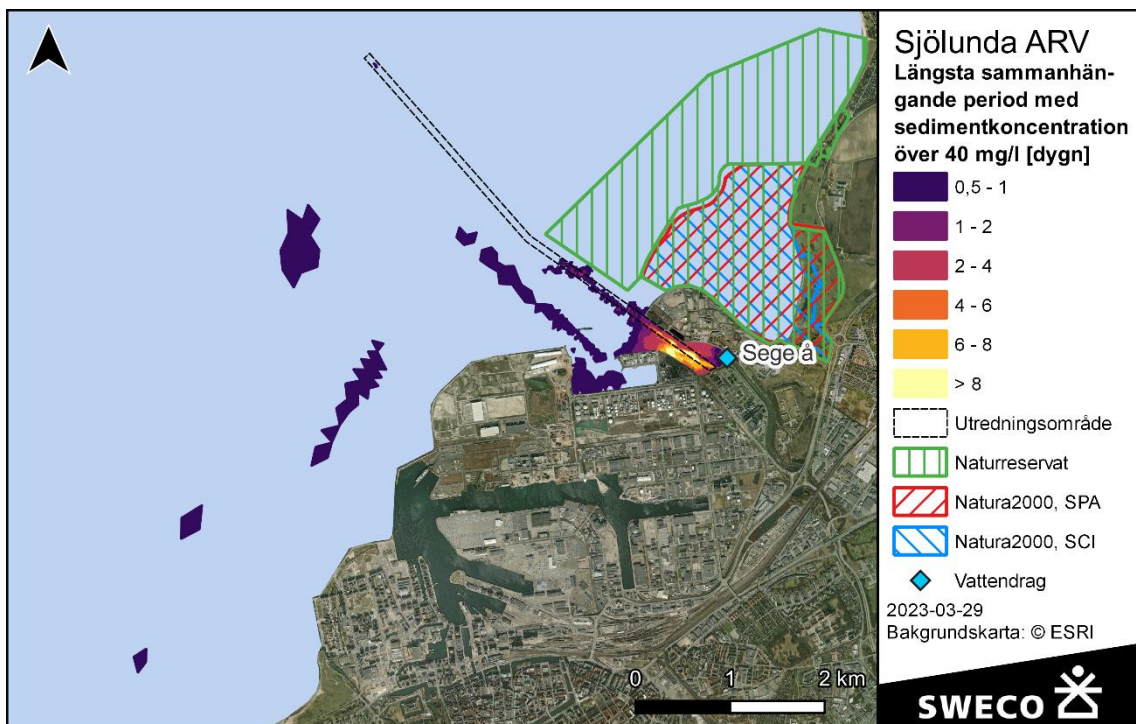 Sjölunda ARV
Längsta sammanhän-
gande period med
sedimentkoncentration
över 40 mg/l [dygn]
0,5 - 1
1 - 2
2 - 4
4 - 6
6 - 8
> 8
Utredningsområde
Naturreservat
Natura2000, SPA
Natura2000, SCI
Vattendrag
2023-03-29
Bakgrundskarta: © ESRI
SWECO
Sege å
0 1 2 km